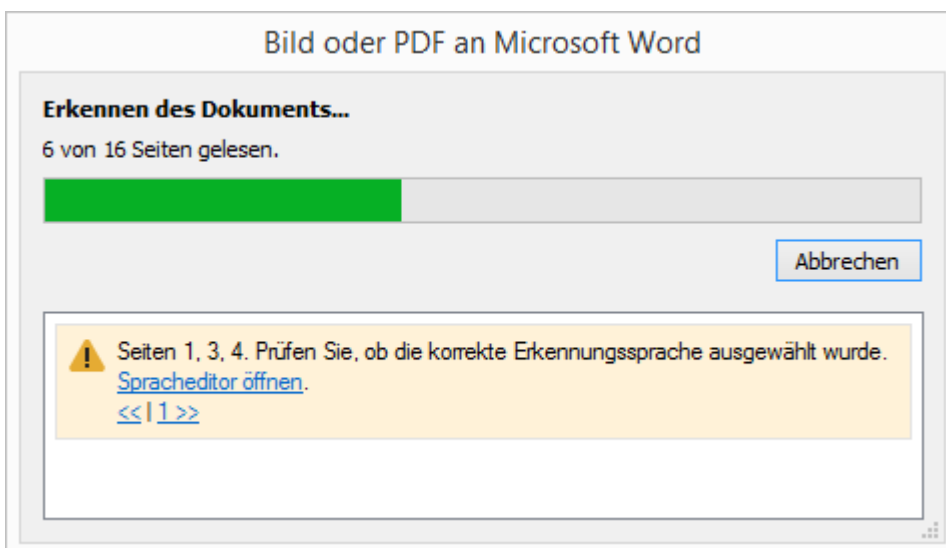 Bild oder PDF an Microsoft Word
Erkennen des Dokuments...
6 von 16 Seiten gelesen.
Abbrechen
Seiten 1, 3, 4. Prüfen Sie, ob die korrekte Erkennungssprache ausgewählt wurde.
Spracheditor öffnen.
<< | 1 >>